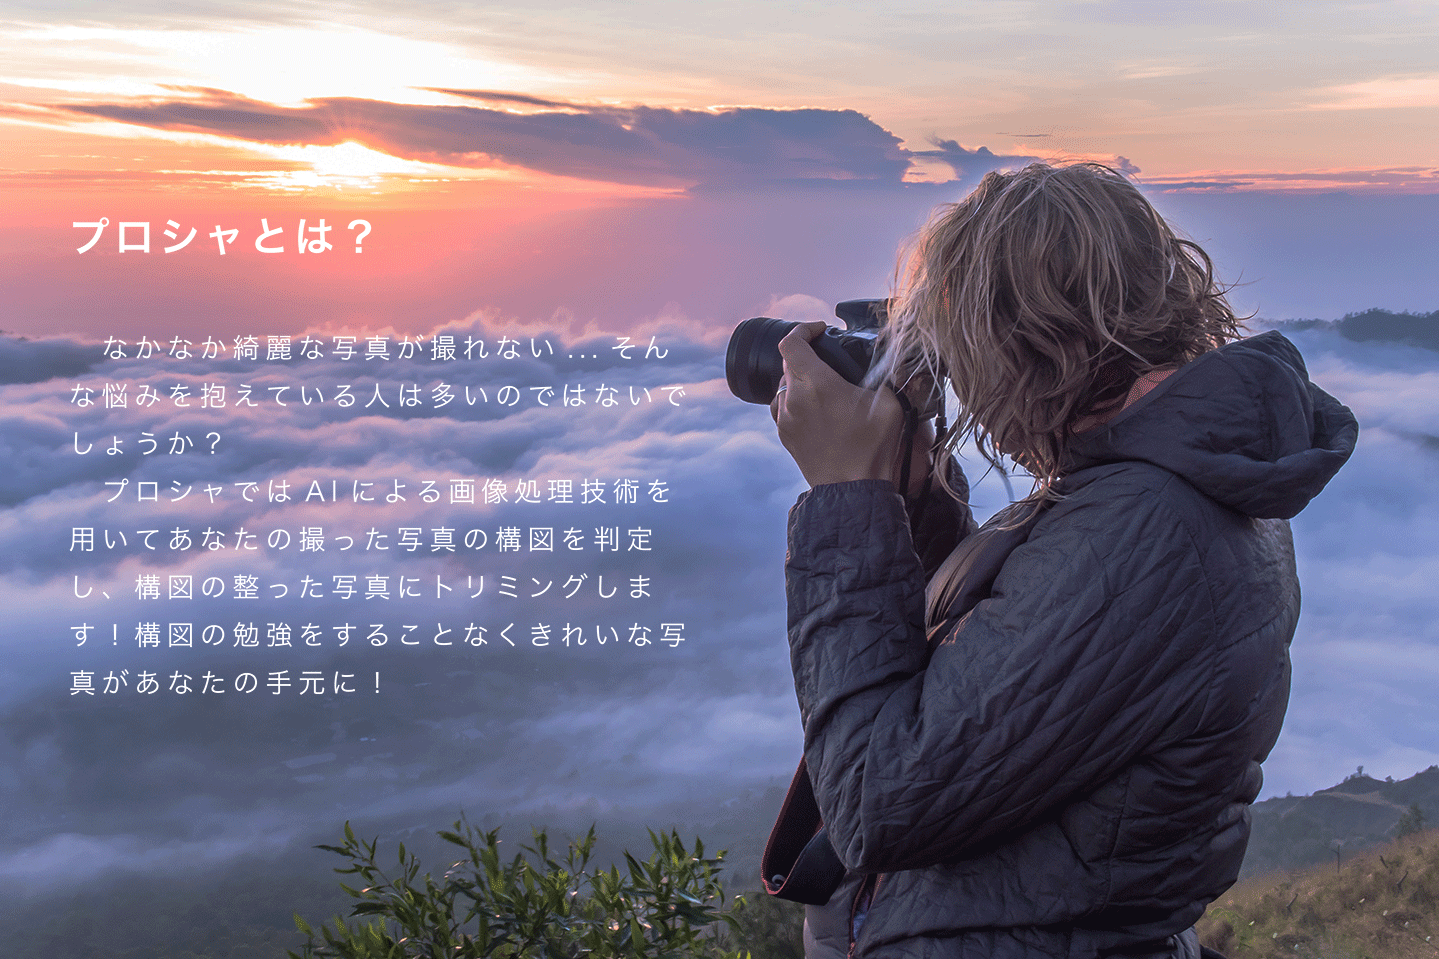 プロシャとは？
なかなか綺麗な写真が撮れない...そん
な悩みを抱えている人は多いのではないで
しょうか？
プロシャではAIによる画像処理技術を
用いてあなたの撮った写真の構図を判定
し、構図の整った写真にトリミングしま
す！構図の勉強をすることなくきれいな写
真があなたの手元に！